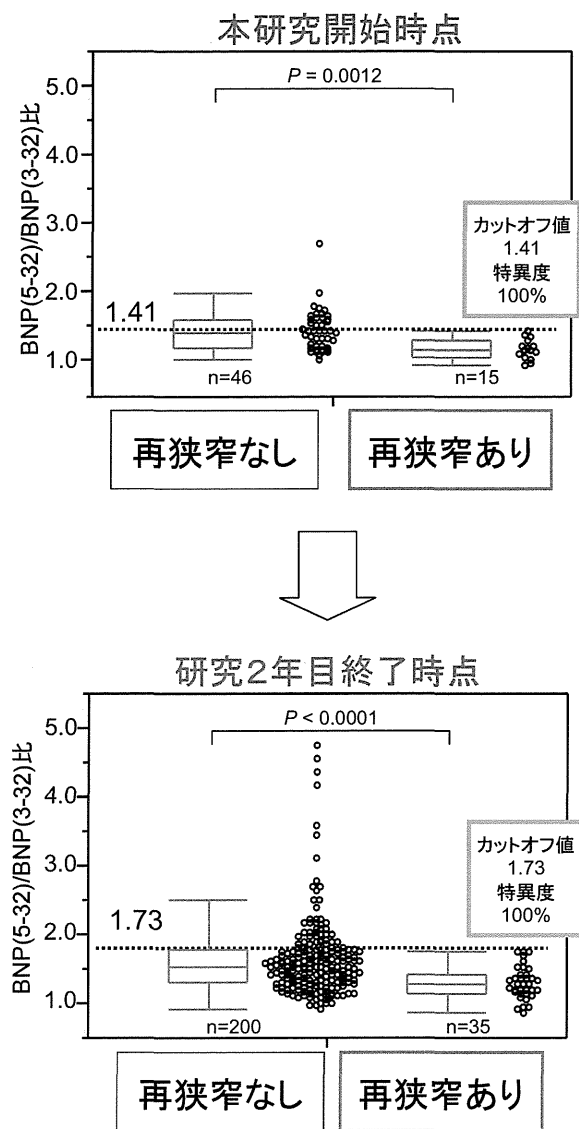 本研究開始時点
BNP(5-32)/BNP(3-32)比
5.0
4.0
3.0
2.0
1.0
P = 0.0012
1.41
カットオフ値
1.41
特異度
100%
n=46
n=15
再狭窄なし
再狭窄あり
研究2年目終了時点
BNP(5-32)/BNP(3-32)比
5.0
4.0
3.0
2.0
1.0
P < 0.0001
1.73
カットオフ値
1.73
特異度
100%
n=200
n=35
再狭窄なし
再狭窄あり